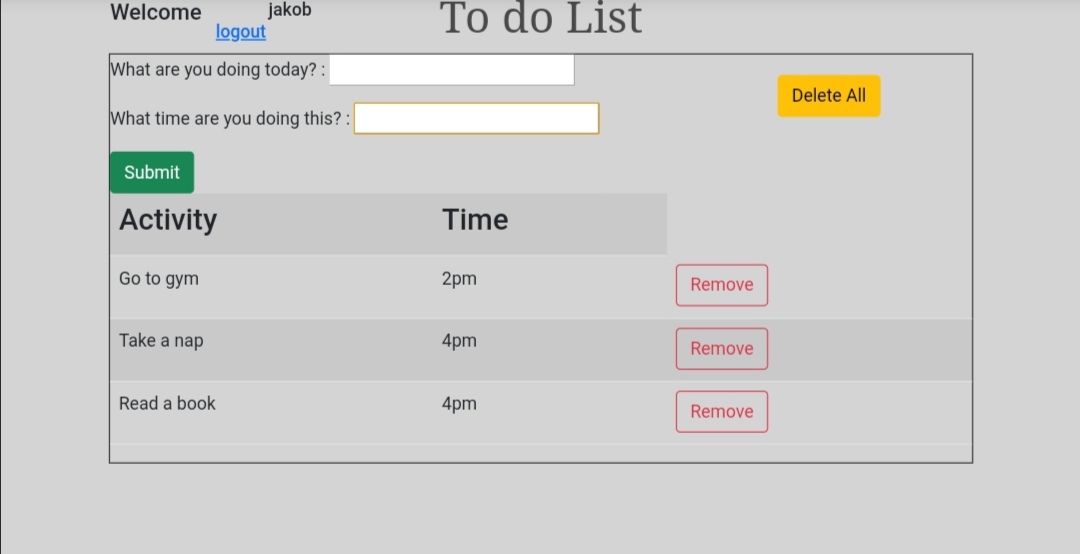 Welcome jakob
logout
To do List
What are you doing today? :
What time are you doing this? :
Delete All
Submit
Activity Time
Go to gym 2pm Remove
Take a nap 4pm Remove
Read a book 4pm Remove